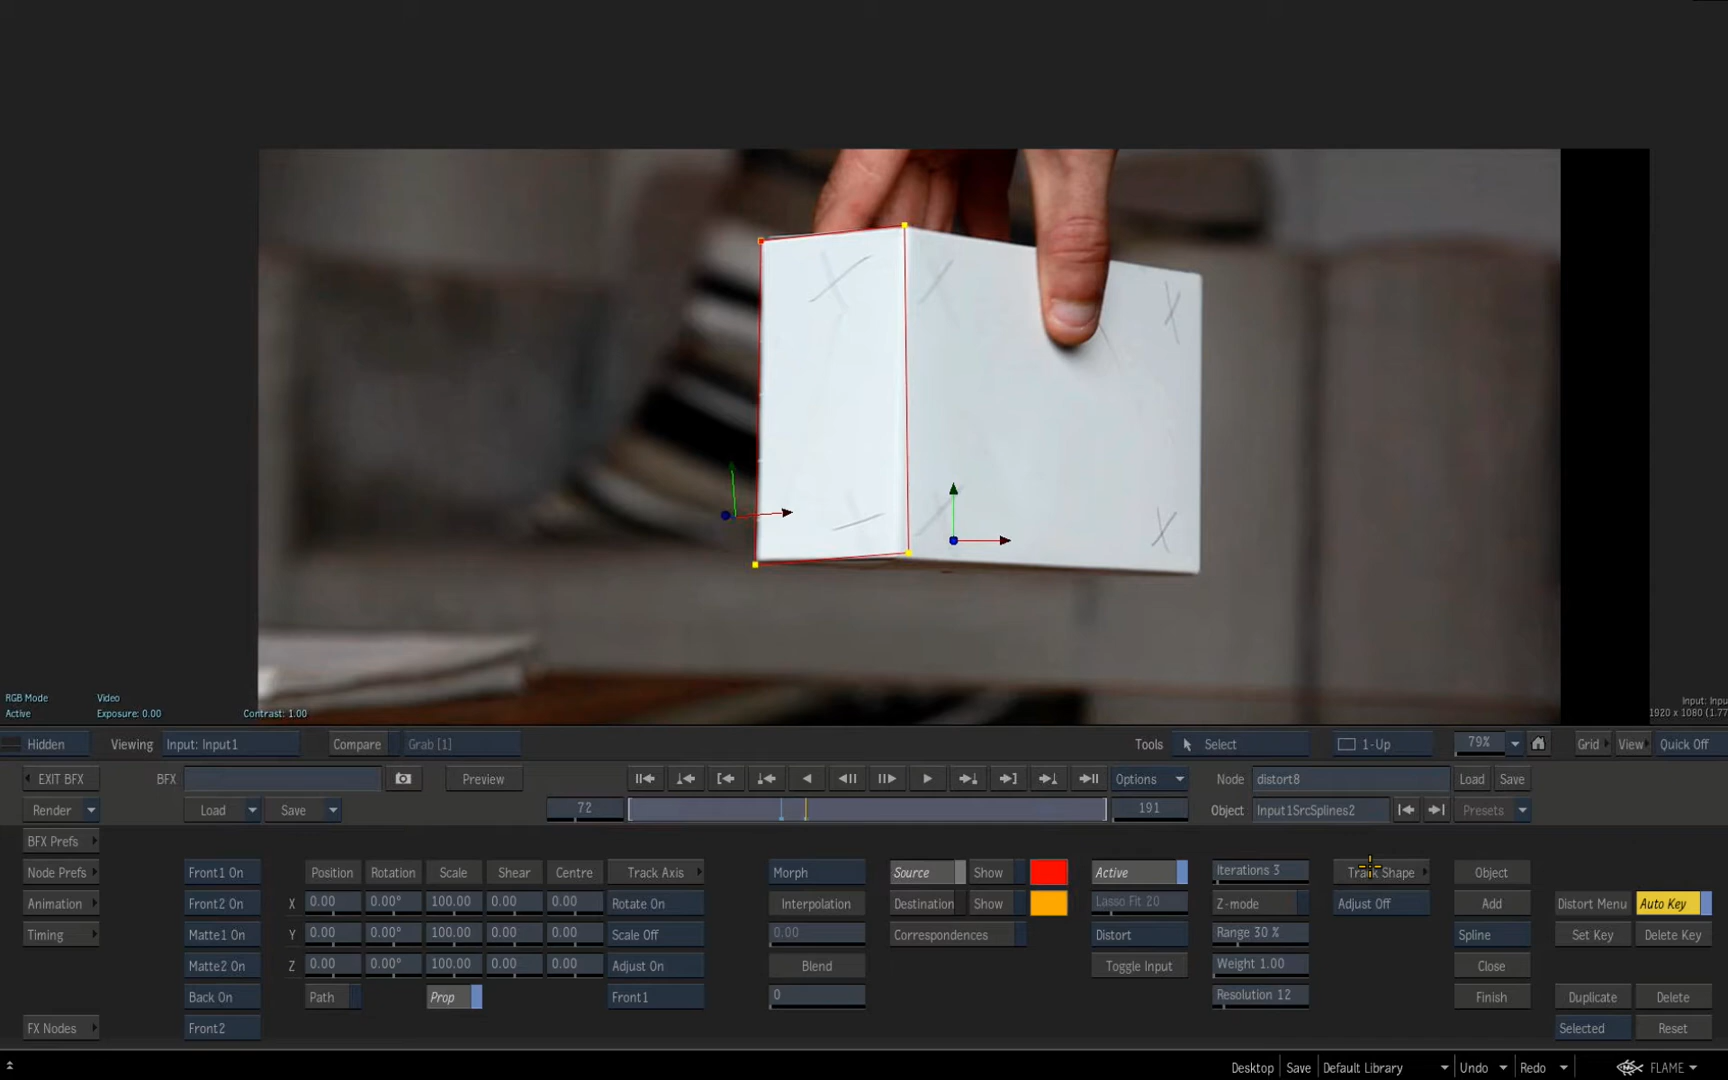 RGB Mode
Active
Video
Exposure: 0.00
Contrast: 1.00
Input: Inpu
1920 x 1080 (1.77
Hidden
Viewing
Input: Input1
Compare
Grab [1]
Tools
Select
1-Up
79%
Grid
View
Quick Off
EXIT BFX
BFX
Preview
Options
Node
distort8
Load
Save
Render
Load
Save
72
191
Object
Input1SrcSplines2
Presets
BFX Prefs
Node Prefs
Animation
Timing
FX Nodes
Front1 On
Front2 On
Matte1 On
Matte2 On
Back On
Front2
Position Rotation Scale Shear Centre
X 0.00 0.00° 100.00 0.00 0.00
Y 0.00 0.00° 100.00 0.00 0.00
Z 0.00 0.00° 100.00 0.00 0.00
Path
Prop
Track Axis
Rotate On
Scale Off
Adjust On
Front1
Morph
Interpolation
0.00
Blend
0
Source Show
Destination Show
Correspondences
Active
Lasso Fit 20
Distort
Toggle Input
Iterations 3
Z-mode
Range 30 %
Weight 1.00
Resolution 12
Track Shape
Adjust Off
Object
Add
Spline
Close
Finish
Distort Menu
Auto Key
Set Key
Delete Key
Duplicate
Delete
Selected
Reset
Desktop
Save
Default Library
Undo
Redo
FLAME